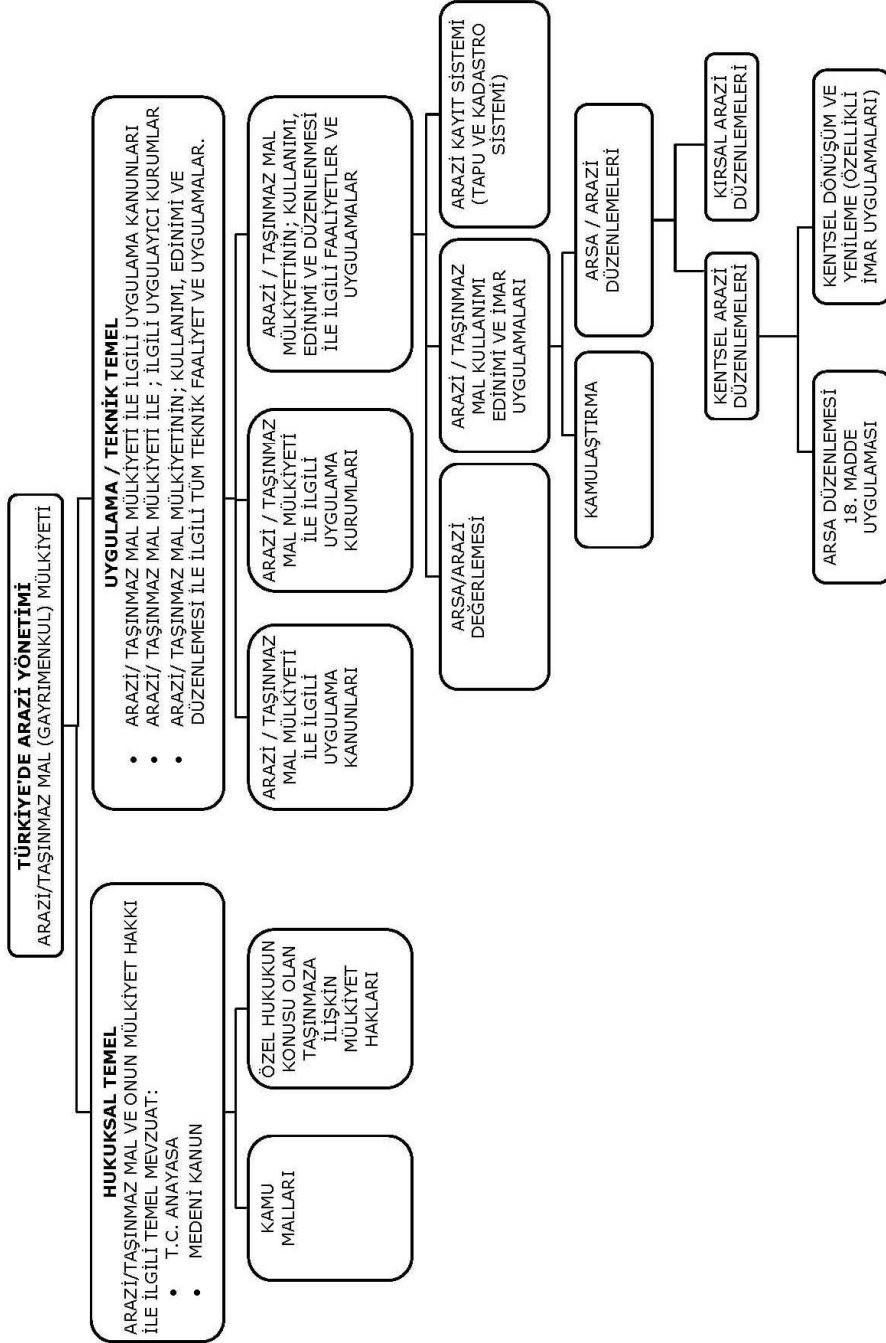 TÜRKİYE'DE ARAZİ YÖNETİMİ
ARAZİ/TAŞINMAZ MAL (GAYRIMENKUL) MÜLKİYETİ
HUKUKSAL TEMEL
ARAZİ/TAŞINMAZ MAL VE ONUN MÜLKİYET HAKKI
İLE İLGİLİ TEMEL MEVZUAT:
• T.C. ANAYASA
• MEDENİ KANUN
KAMU
MALLARI
ÖZEL HUKUKUN
KONUSU OLAN
TAŞINMAZA
İLİŞKİN
MÜLKİYET
HAKLARI
UYGULAMA / TEKNİK TEMEL
• ARAZİ/ TAŞINMAZ MAL MÜLKİYETİ İLE İLGİLİ UYGULAMA KANUNLARI
• ARAZİ/ TAŞINMAZ MAL MÜLKİYETİ İLE ; İLGİLİ UYGULAYICI KURUMLAR
• ARAZİ/ TAŞINMAZ MAL MÜLKİYETİNİN; KULLANIMI, EDİNİMİ VE
DÜZENLEMESİ İLE İLGİLİ TÜM TEKNİK FAALİYET VE UYGULAMALAR.
ARAZİ / TAŞINMAZ
MAL MÜLKİYETİ
İLE İLGİLİ
UYGULAMA
KANUNLARI
ARAZİ / TAŞINMAZ
MAL MÜLKİYETİ
İLE İLGİLİ
UYGULAMA
KURUMLARI
ARAZİ / TAŞINMAZ MAL
MÜLKİYETİNİN; KULLANIMI,
EDİNİMİ VE DÜZENLENMESİ
İLE İLGİLİ FAALİYETLER VE
UYGULAMALAR
ARSA/ARAZİ
DEĞERLEMESİ
ARAZİ / TAŞINMAZ
MAL KULLANIMI
EDİNİMİ VE İMAR
UYGULAMALARI
ARAZİ KAYIT SİSTEMİ
(TAPU VE KADASTRO
SİSTEMİ)
KAMULAŞTIRMA
ARSA / ARAZİ
DÜZENLEMELERİ
KENTSEL ARAZİ
DÜZENLEMELERİ
KIRSAL ARAZİ
DÜZENLEMELERİ
ARSA DÜZENLEMESİ
18. MADDE
UYGULAMASI
KENTSEL DÖNÜŞÜM VE
YENİLEME (ÖZELLİKLİ
İMAR UYGULAMALARI)